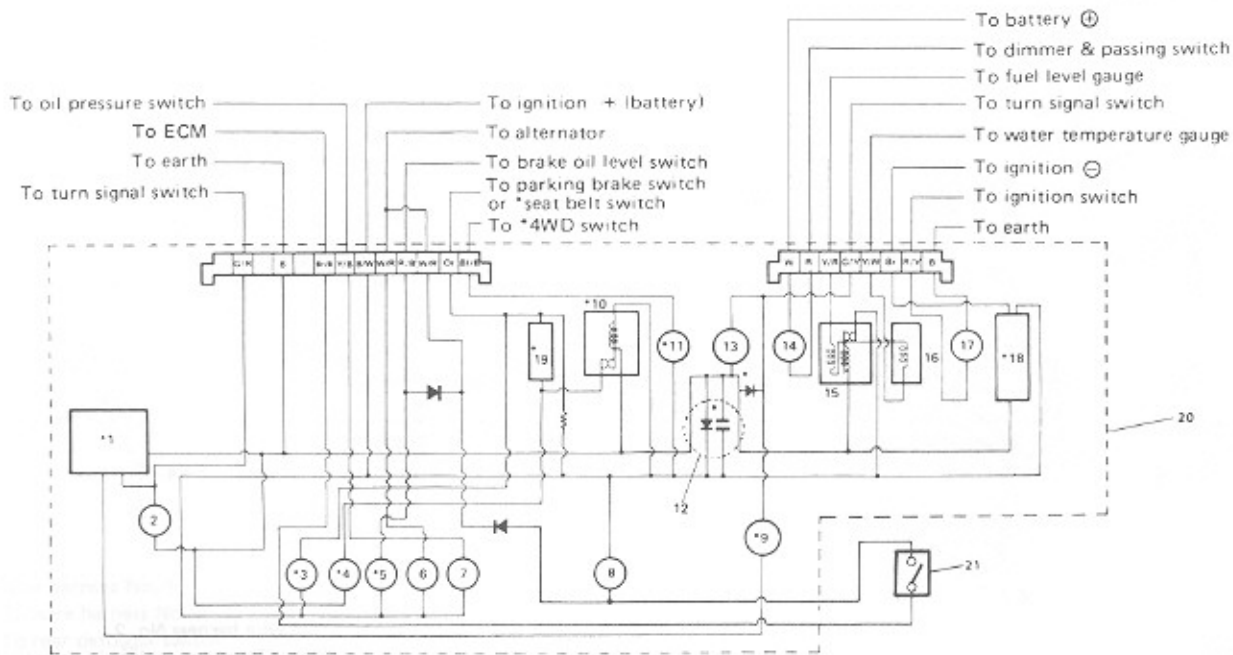 To battery ⊕
To dimmer & passing switch
To fuel level gauge
To oil pressure switch
To ignition + (battery)
To turn signal switch
To ECM
To alternator
To water temperature gauge
To earth
To brake oil level switch
To ignition ⊖
To turn signal switch
To parking brake switch
or *seat belt switch
To ignition switch
To *4WD switch
To earth
B
Y/B
B/W
W/R
Or
Y/W
Br
B
*10
*
19
*11
13
14
15
16
17
*18
*
*
*1
20
12
2
*9
*3
*4
*5
6
7
8
21